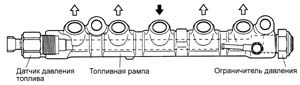 Датчик давления
топлива
Топливная рампа
Ограничитель давления